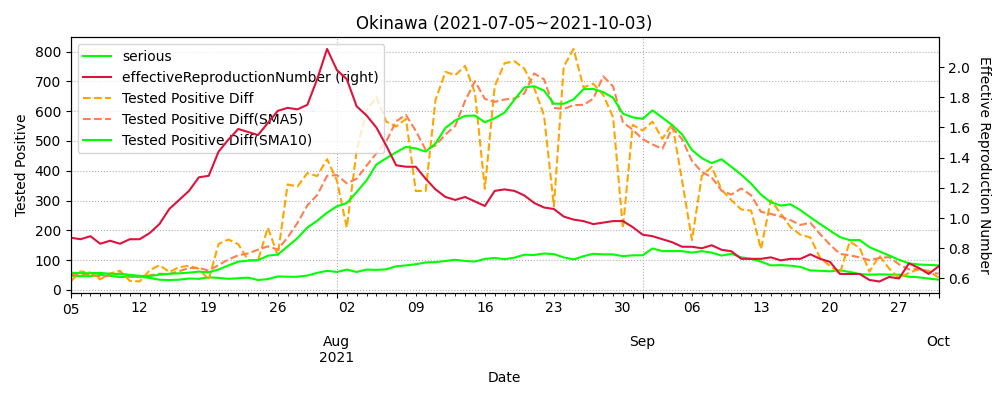 Okinawa (2021-07-05~2021-10-03)
serious
effectiveReproductionNumber (right)
Tested Positive Diff
Tested Positive Diff(SMA5)
Tested Positive Diff(SMA10)
Tested Positive
800
700
600
500
400
300
200
100
0
2.0
1.8
1.6
1.4
1.2
1.0
0.8
0.6
Effective Reproduction Number
05 12 19 26 02 09 16 23 30 06 13 20 27
Aug Sep Oct
2021
Date